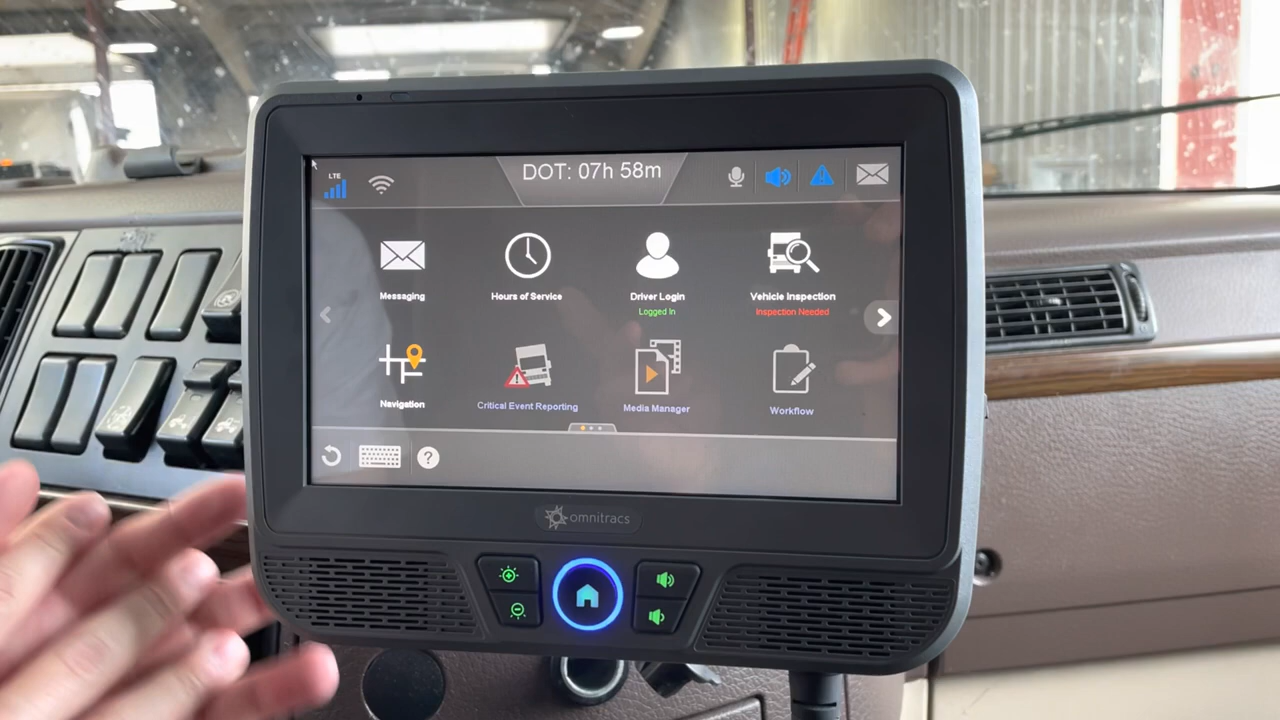 LTE
DOT: 07h 58m
Messaging
Hours of Service
Driver Login
Logged In
Vehicle Inspection
Inspection Needed
Navigation
Critical Event Reporting
Media Manager
Workflow
?
omnitracs